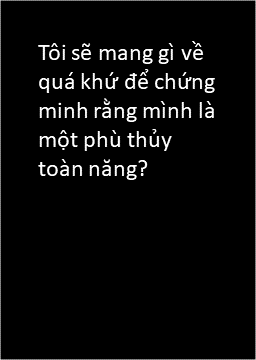 Tôi sẽ mang gì về
quá khứ để chứng
minh rằng mình là
một phù thủy
toàn năng?